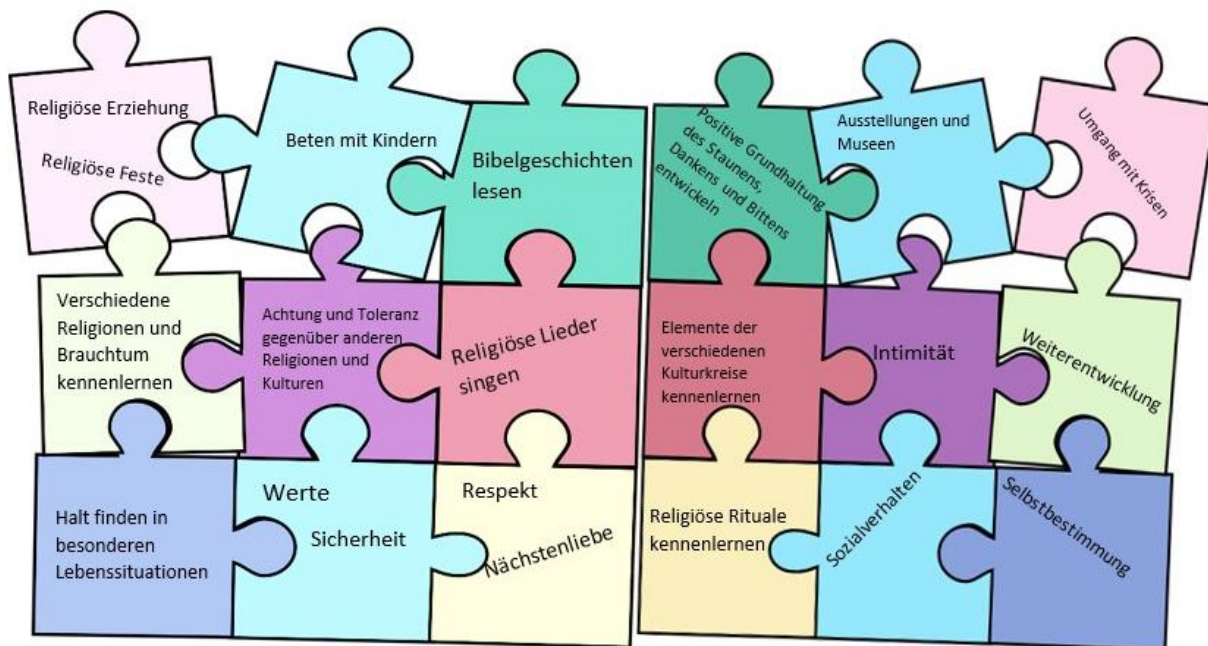 Religiöse Erziehung
Religiöse Feste
Beten mit Kindern
Bibelgeschichten
lesen
Positive Grundhaltung
des Staunens,
Dankens und Bittens
entwickeln
Ausstellungen und
Museen
Umgang mit Krisen
Verschiedene
Religionen und
Brauchtum
kennenlernen
Achtung und Toleranz
gegenüber anderen
Religionen und
Kulturen
Religiöse Lieder
singen
Elemente der
verschiedenen
Kulturkreise
kennenlernen
Intimität
Weiterentwicklung
Halt finden in
besonderen
Lebenssituationen
Werte
Sicherheit
Respekt
Nächstenliebe
Religiöse Rituale
kennenlernen
Sozialverhalten
Selbstbestimmung